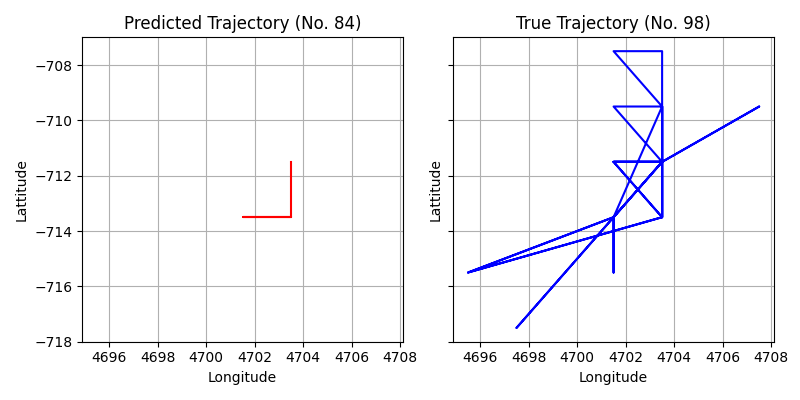 Predicted Trajectory (No. 84)
True Trajectory (No. 98)
−708
−710
−712
−714
−716
−718
Lattitude
Lattitude
4696 4698 4700 4702 4704 4706 4708
4696 4698 4700 4702 4704 4706 4708
Longitude
Longitude